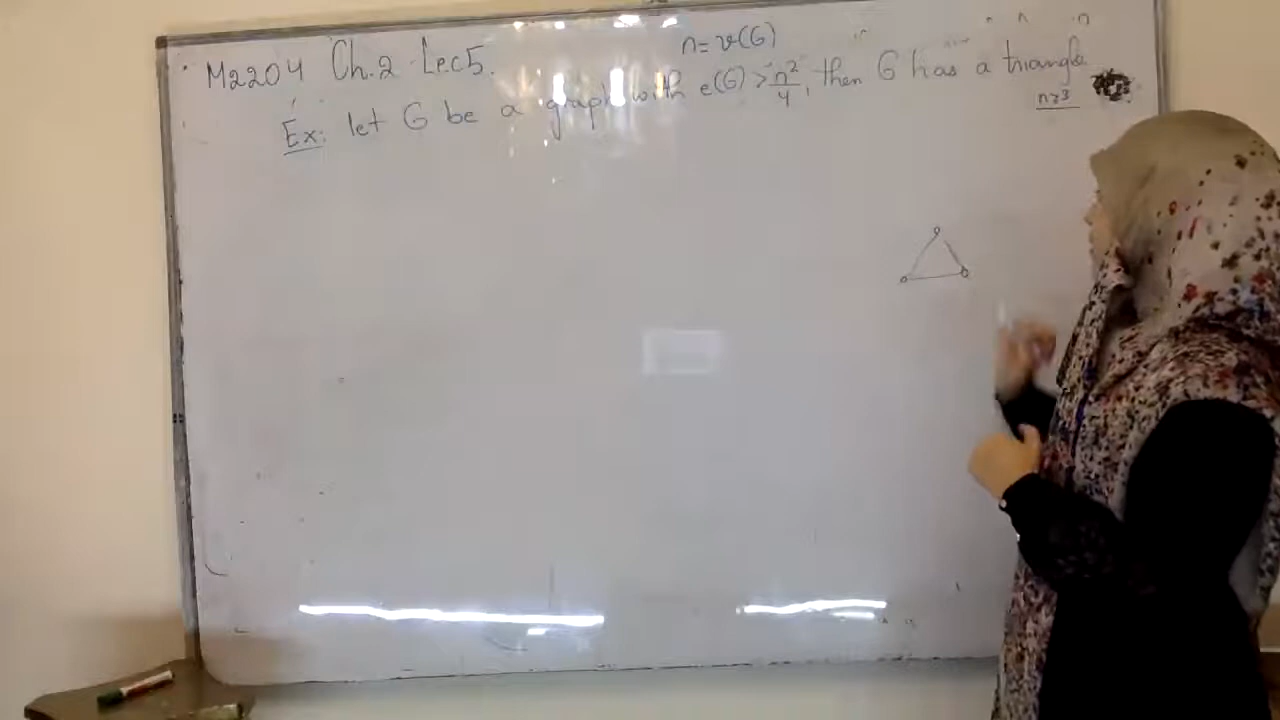 M2204 Ch.2 Lec5.
n = v(G)
Ex: let G be a graph with e(G) > n²/4, then G has a triangle
n≥3